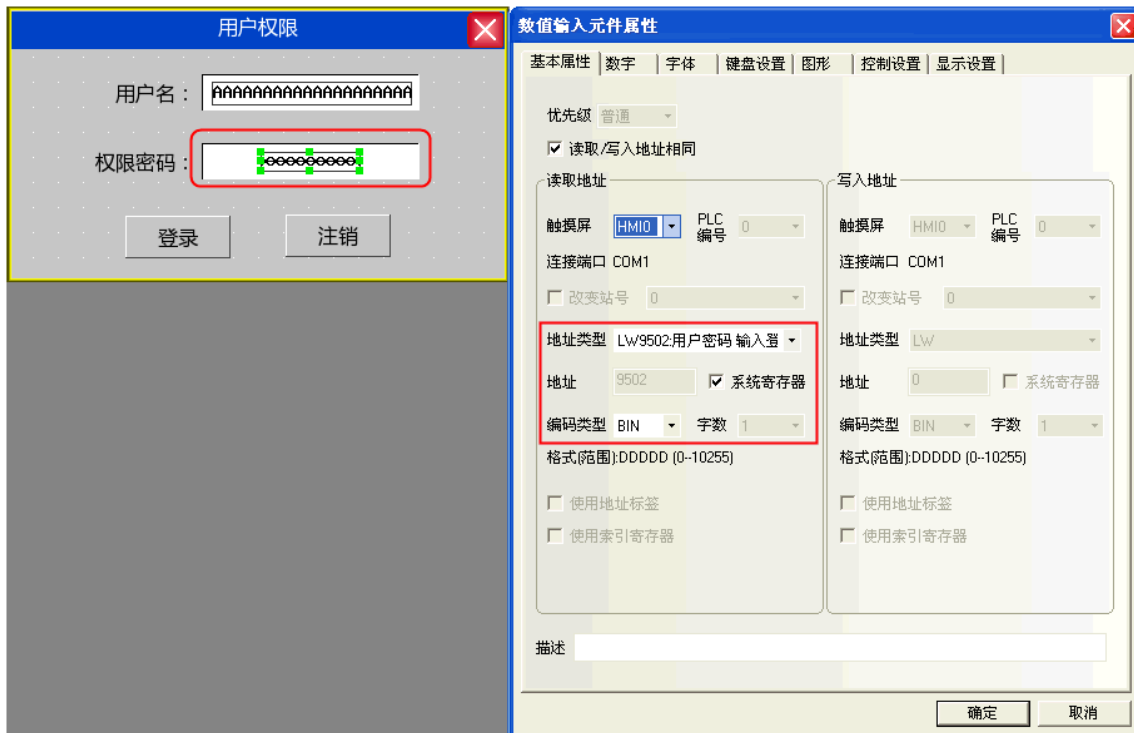 用户权限
用户名：
AAAAAAAAAAAAAAAAAAAA
权限密码：
登录 注销
数值输入元件属性
基本属性 数字 字体 键盘设置 图形 控制设置 显示设置
优先级 普通
读取/写入地址相同
读取地址
触摸屏 HMI0 PLC编号 0
连接端口 COM1
改变站号 0
地址类型 LW9502:用户密码 输入登
地址 9502 系统寄存器
编码类型 BIN 字数 1
格式(范围):DDDDD (0--10255)
使用地址标签
使用索引寄存器
写入地址
触摸屏 HMI0 PLC编号 0
连接端口 COM1
改变站号 0
地址类型 LW
地址 0 系统寄存器
编码类型 BIN 字数 1
格式(范围):DDDDD (0--10255)
使用地址标签
使用索引寄存器
描述
确定 取消